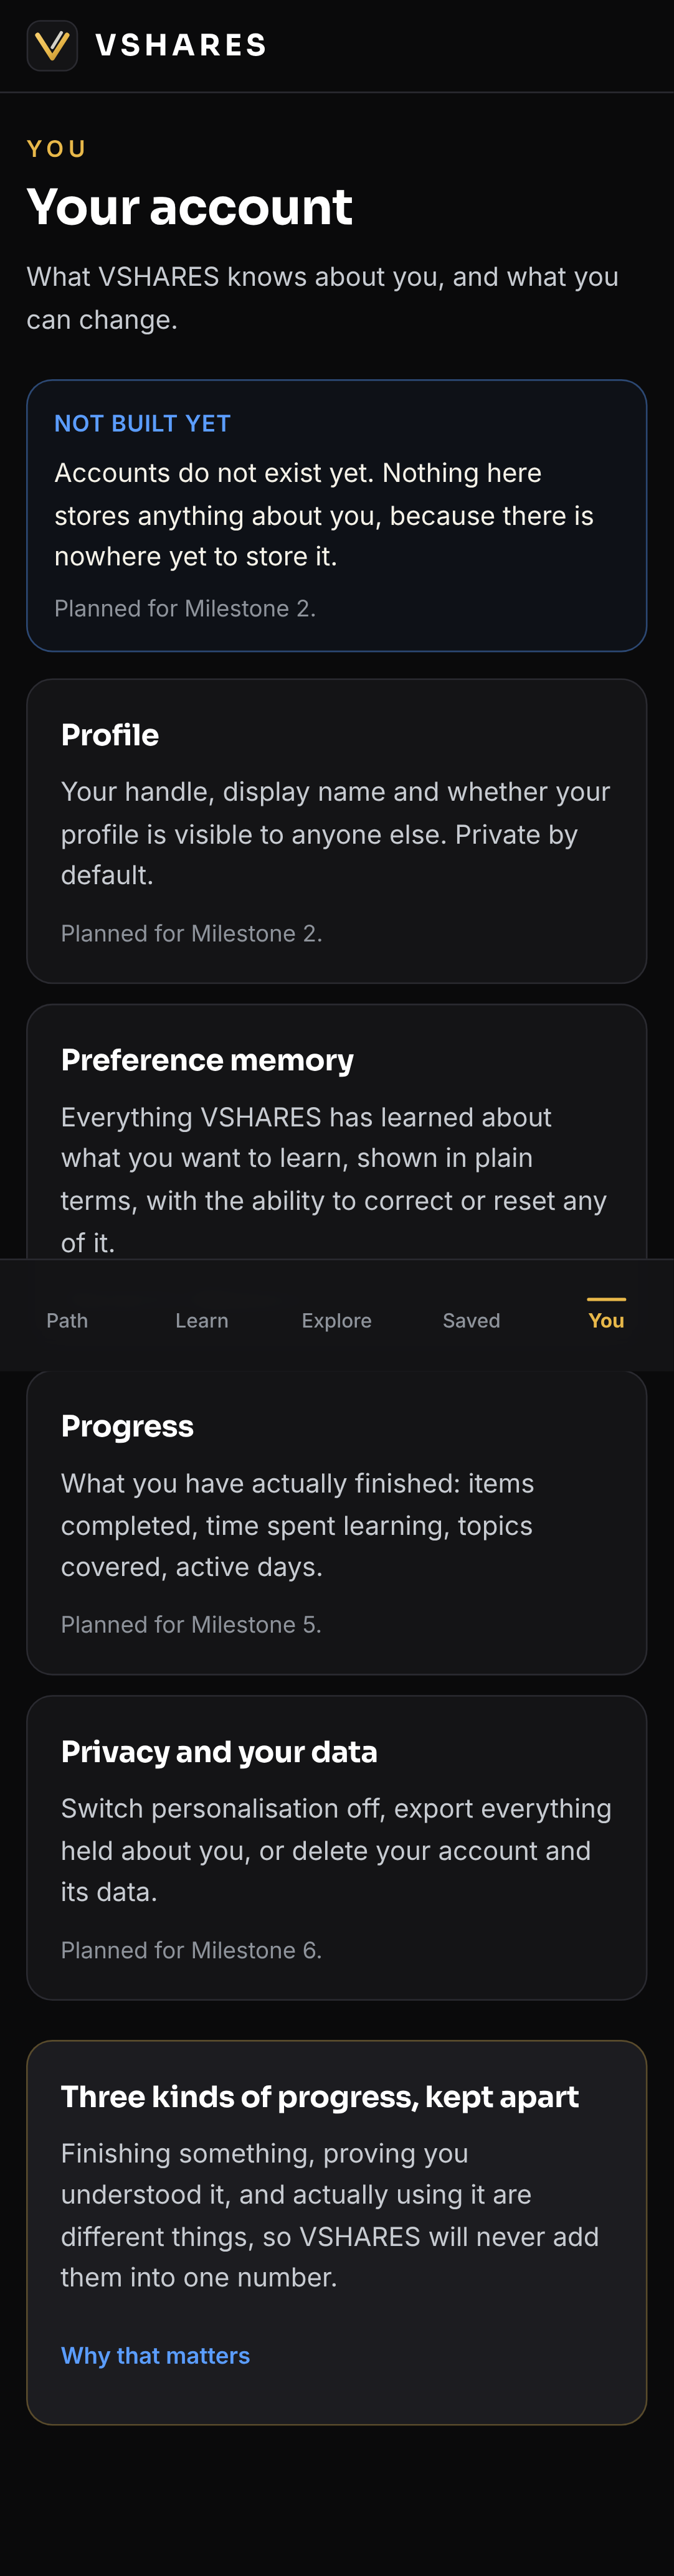 VSHARES
YOU
Your account
What VSHARES knows about you, and what you
can change.
NOT BUILT YET
Accounts do not exist yet. Nothing here
stores anything about you, because there is
nowhere yet to store it.
Planned for Milestone 2.
Profile
Your handle, display name and whether your
profile is visible to anyone else. Private by
default.
Planned for Milestone 2.
Preference memory
Everything VSHARES has learned about
what you want to learn, shown in plain
terms, with the ability to correct or reset any
of it.
Path Learn Explore Saved You
Progress
What you have actually finished: items
completed, time spent learning, topics
covered, active days.
Planned for Milestone 5.
Privacy and your data
Switch personalisation off, export everything
held about you, or delete your account and
its data.
Planned for Milestone 6.
Three kinds of progress, kept apart
Finishing something, proving you
understood it, and actually using it are
different things, so VSHARES will never add
them into one number.
Why that matters